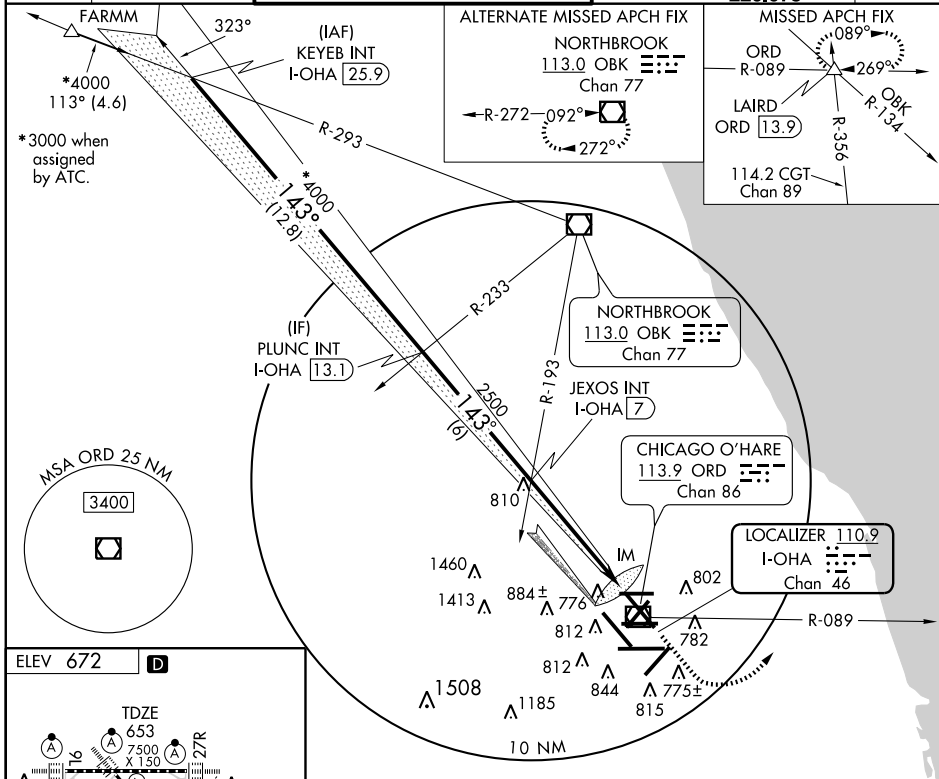 FARMM
323°
(IAF)
KEYEB INT
I-OHA 25.9
*4000
113° (4.6)
*3000 when
assigned
by ATC.
R-293
*4000
143°
(12.8)
ALTERNATE MISSED APCH FIX
NORTHBROOK
113.0 OBK
Chan 77
R-272
092°
272°
MISSED APCH FIX
089°
ORD
R-089
269°
LAIRD
ORD 13.9
OBK
R-134
R-356
114.2 CGT
Chan 89
R-233
(IF)
PLUNC INT
I-OHA 13.1
NORTHBROOK
113.0 OBK
Chan 77
R-193
2500
143°
(6)
JEXOS INT
I-OHA 7
MSA ORD 25 NM
3400
CHICAGO O'HARE
113.9 ORD
Chan 86
810
LOCALIZER 110.9
I-OHA
Chan 46
IM
1460
1413
884±
776
802
812
782
R-089
812
844
815
775±
1508
1185
10 NM
ELEV 672
D
TDZE
653
A
A
A
7500
X 150
16
27R